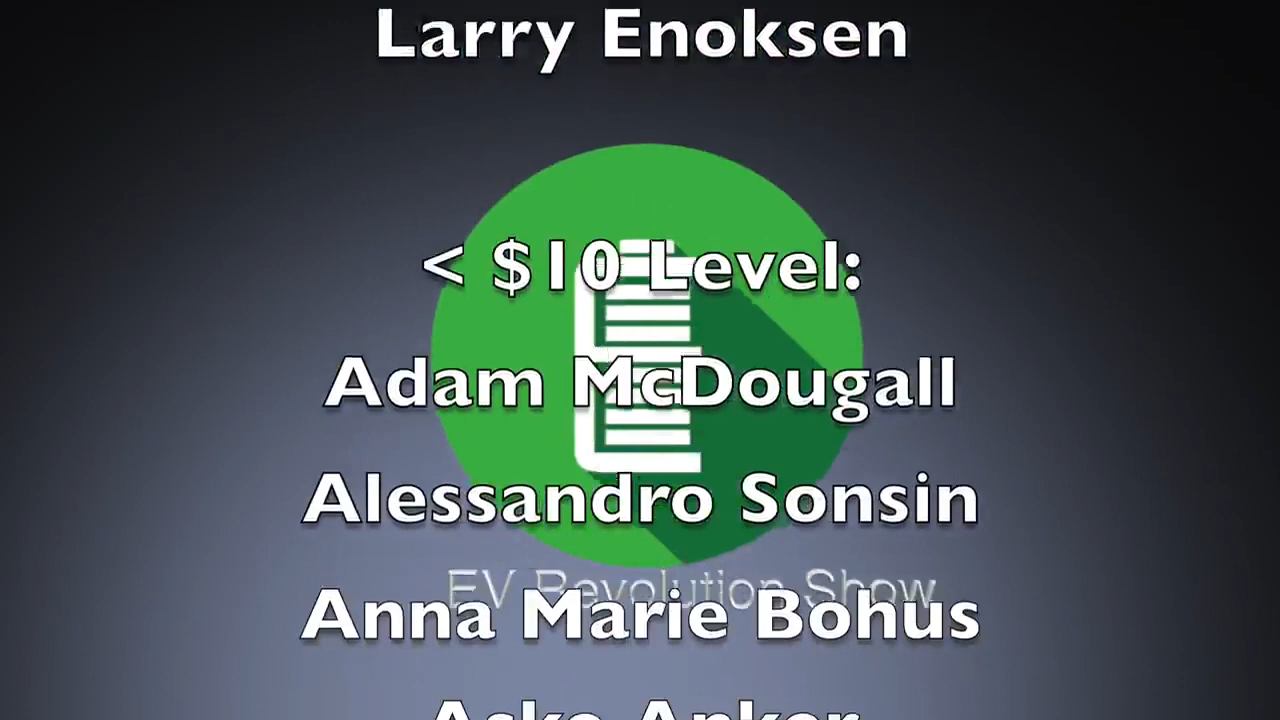 Larry Enoksen
< $10 Level:
Adam McDougall
Alessandro Sonsin
EV Revolution Show
Anna Marie Bohus